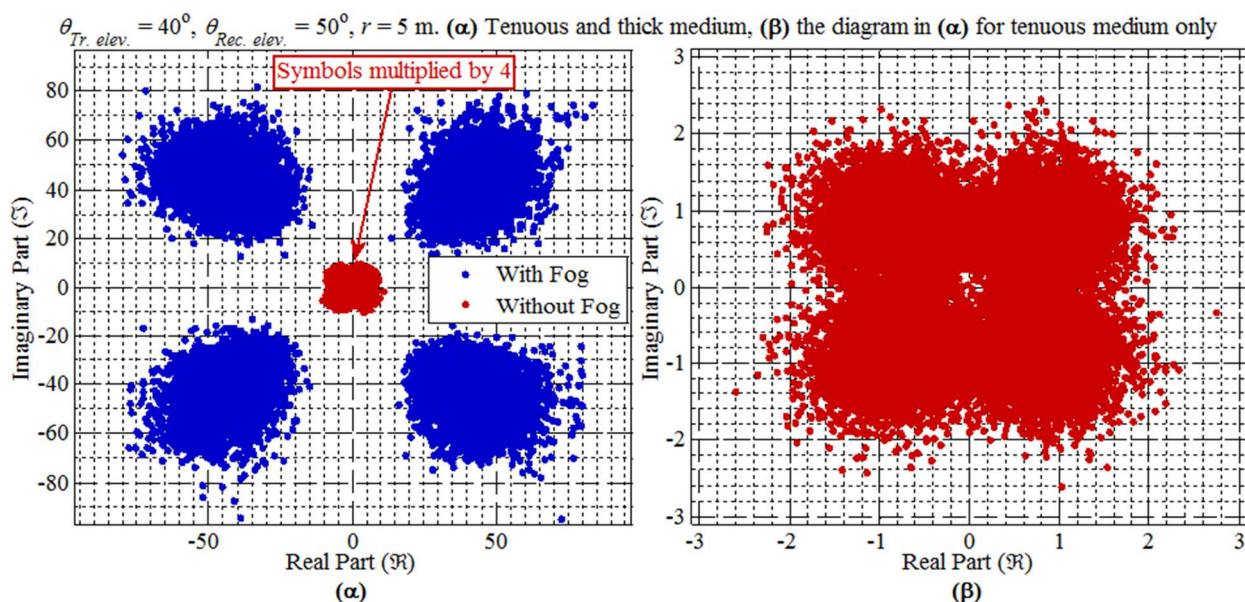 θTr. elev. = 40°, θRec. elev. = 50°, r = 5 m. (α) Tenuous and thick medium, (β) the diagram in (α) for tenuous medium only
Symbols multiplied by 4
80
60
40
20
0
-20
-40
-60
-80
Imaginary Part (ℑ)
With Fog
Without Fog
-50
0
50
Real Part (ℜ)
(α)
3
2
1
0
-1
-2
-3
Imaginary Part (ℑ)
-3
-2
-1
0
1
2
3
Real Part (ℜ)
(β)